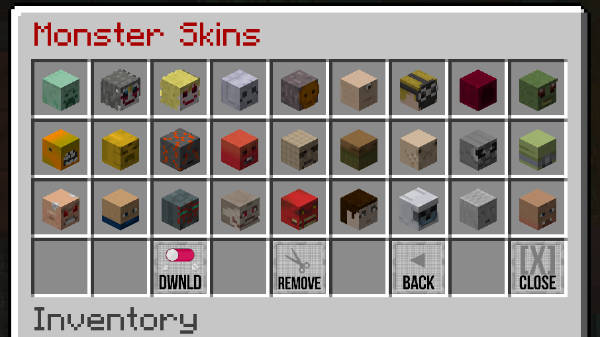 Monster Skins
DWNLD
REMOVE
BACK
[X]
CLOSE
Inventory